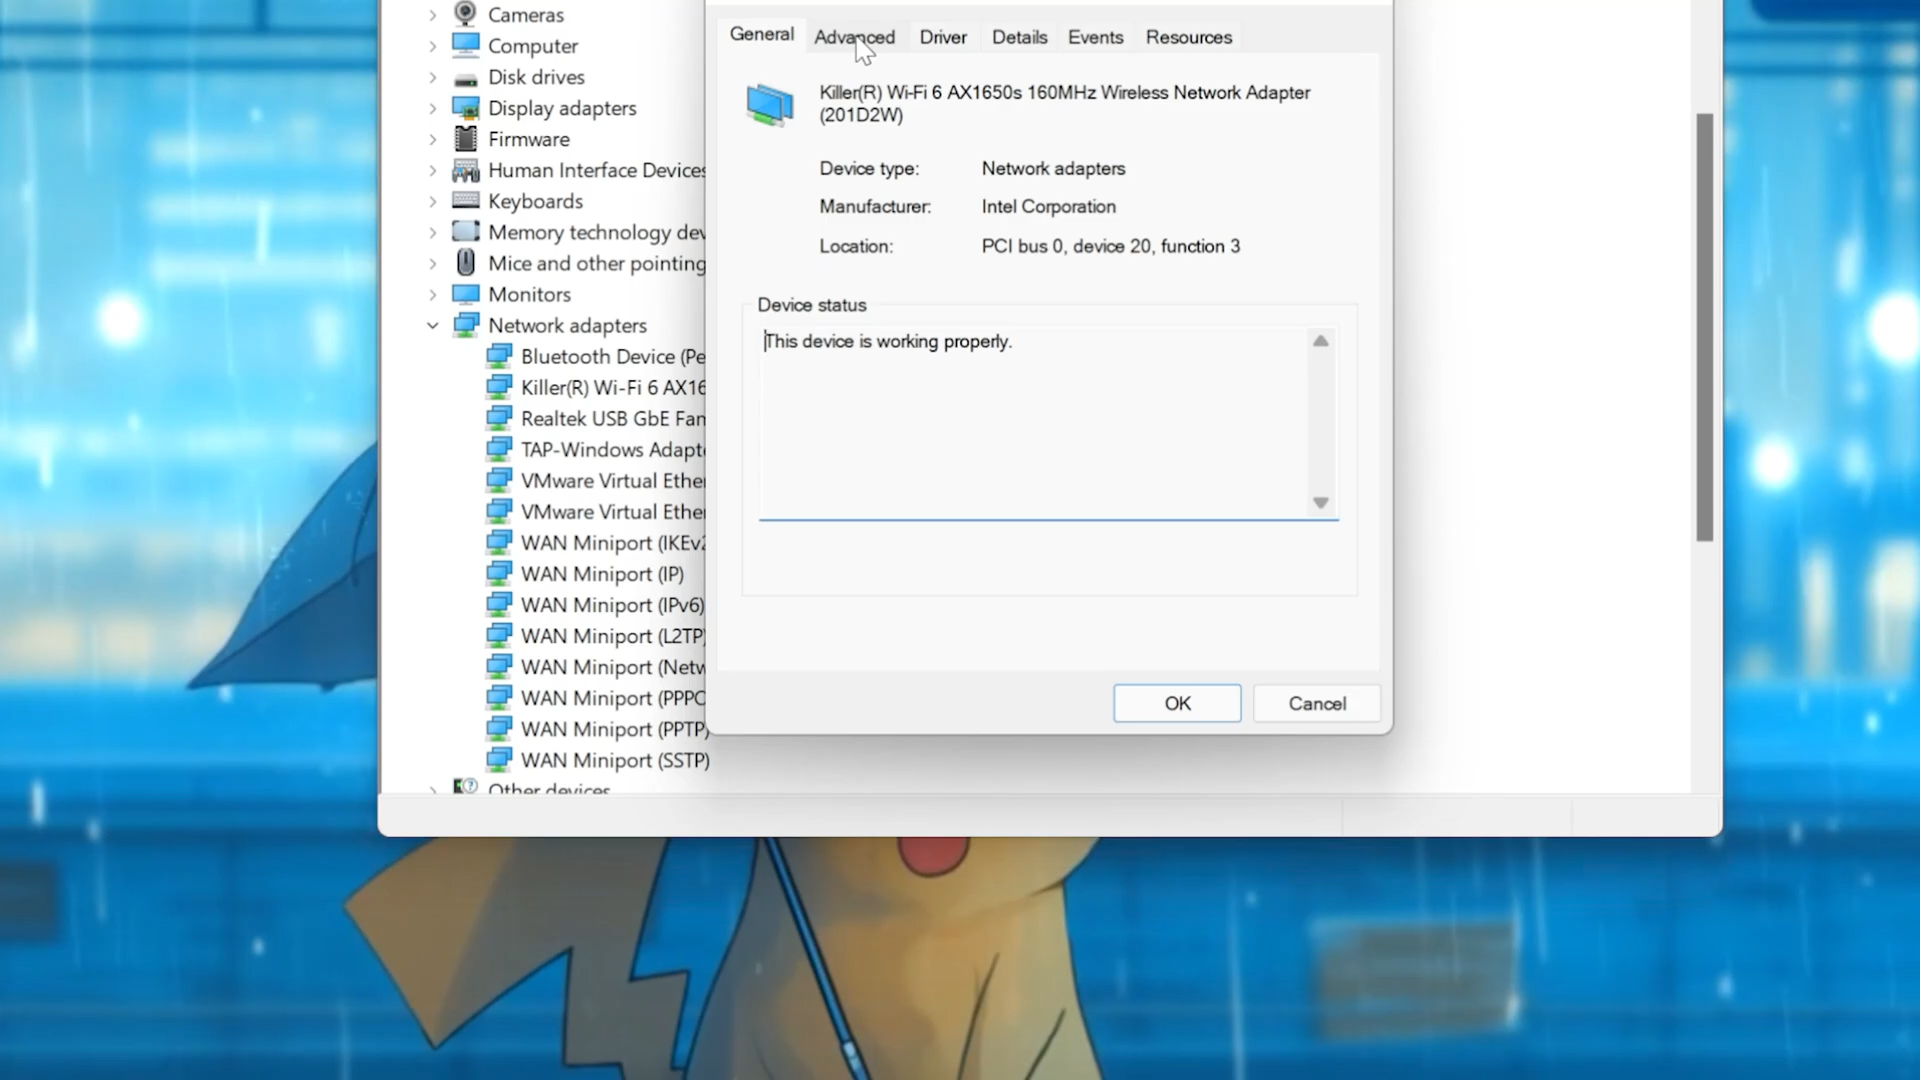 Cameras
Computer
Disk drives
Display adapters
Firmware
Human Interface Devices
Keyboards
Memory technology dev
Mice and other pointing
Monitors
Network adapters
Bluetooth Device (Pe
Killer(R) Wi-Fi 6 AX16
Realtek USB GbE Fam
TAP-Windows Adapt
VMware Virtual Ether
VMware Virtual Ether
WAN Miniport (IKEv2
WAN Miniport (IP)
WAN Miniport (IPv6)
WAN Miniport (L2TP)
WAN Miniport (Netw
WAN Miniport (PPPO
WAN Miniport (PPTP)
WAN Miniport (SSTP)
Other devices
General Advanced Driver Details Events Resources
Killer(R) Wi-Fi 6 AX1650s 160MHz Wireless Network Adapter
(201D2W)
Device type: Network adapters
Manufacturer: Intel Corporation
Location: PCI bus 0, device 20, function 3
Device status
This device is working properly.
OK Cancel